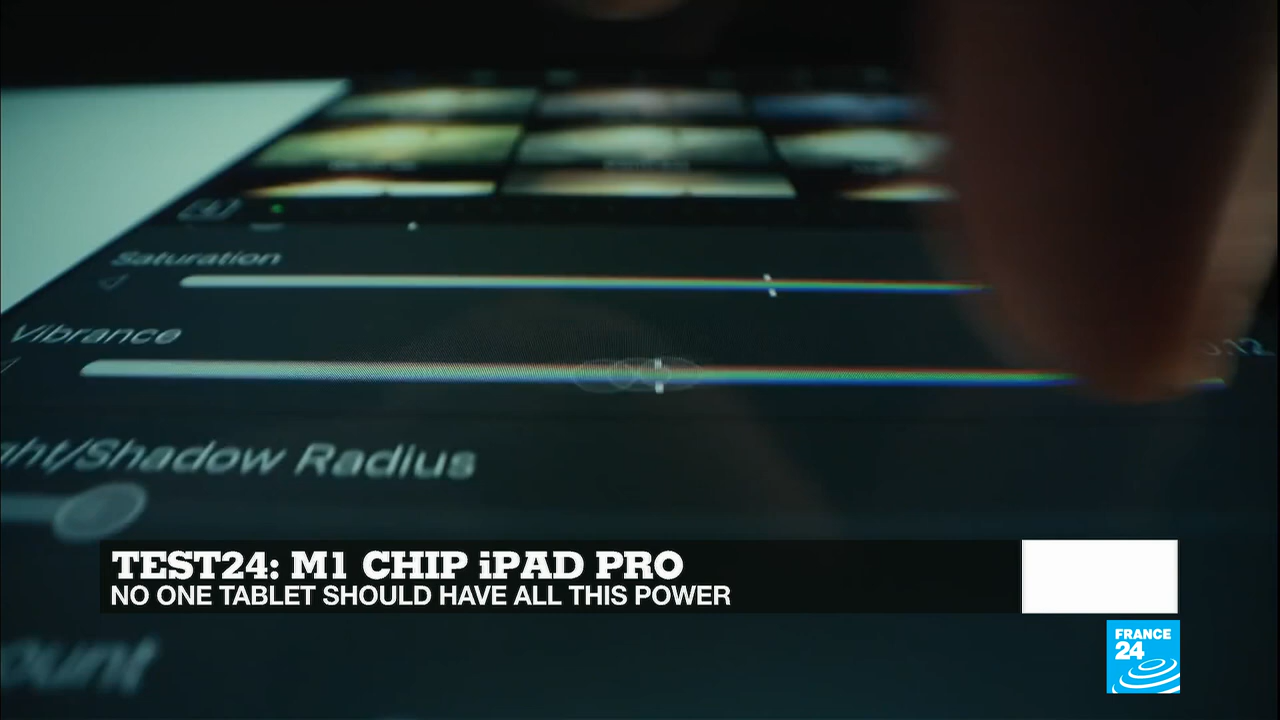 Saturation
Vibrance
ght/Shadow Radius
TEST24: M1 CHIP iPAD PRO
NO ONE TABLET SHOULD HAVE ALL THIS POWER
ount
FRANCE
24